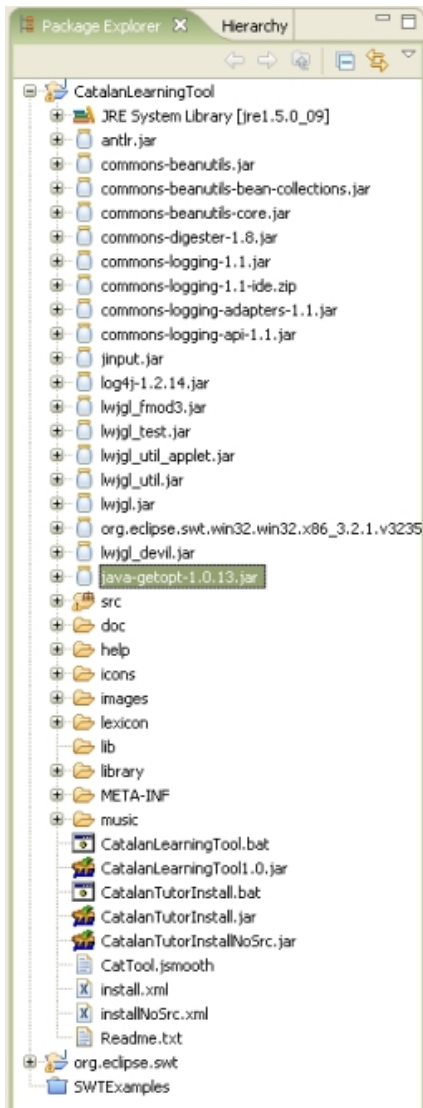 Package Explorer Hierarchy
CatalanLearningTool
JRE System Library [jre1.5.0_09]
antlr.jar
commons-beanutils.jar
commons-beanutils-bean-collections.jar
commons-beanutils-core.jar
commons-digester-1.8.jar
commons-logging-1.1.jar
commons-logging-1.1-ide.zip
commons-logging-adapters-1.1.jar
commons-logging-api-1.1.jar
jinput.jar
log4j-1.2.14.jar
lwjgl_fmod3.jar
lwjgl_test.jar
lwjgl_util_applet.jar
lwjgl_util.jar
lwjgl.jar
org.eclipse.swt.win32.win32.x86_3.2.1.v3235
lwjgl_devil.jar
java-getopt-1.0.13.jar
src
doc
help
icons
images
lexicon
lib
library
META-INF
music
CatalanLearningTool.bat
CatalanLearningTool1.0.jar
CatalanTutorInstall.bat
CatalanTutorInstall.jar
CatalanTutorInstallNoSrc.jar
CatTool.jsmooth
install.xml
installNoSrc.xml
Readme.txt
org.eclipse.swt
SWTExamples